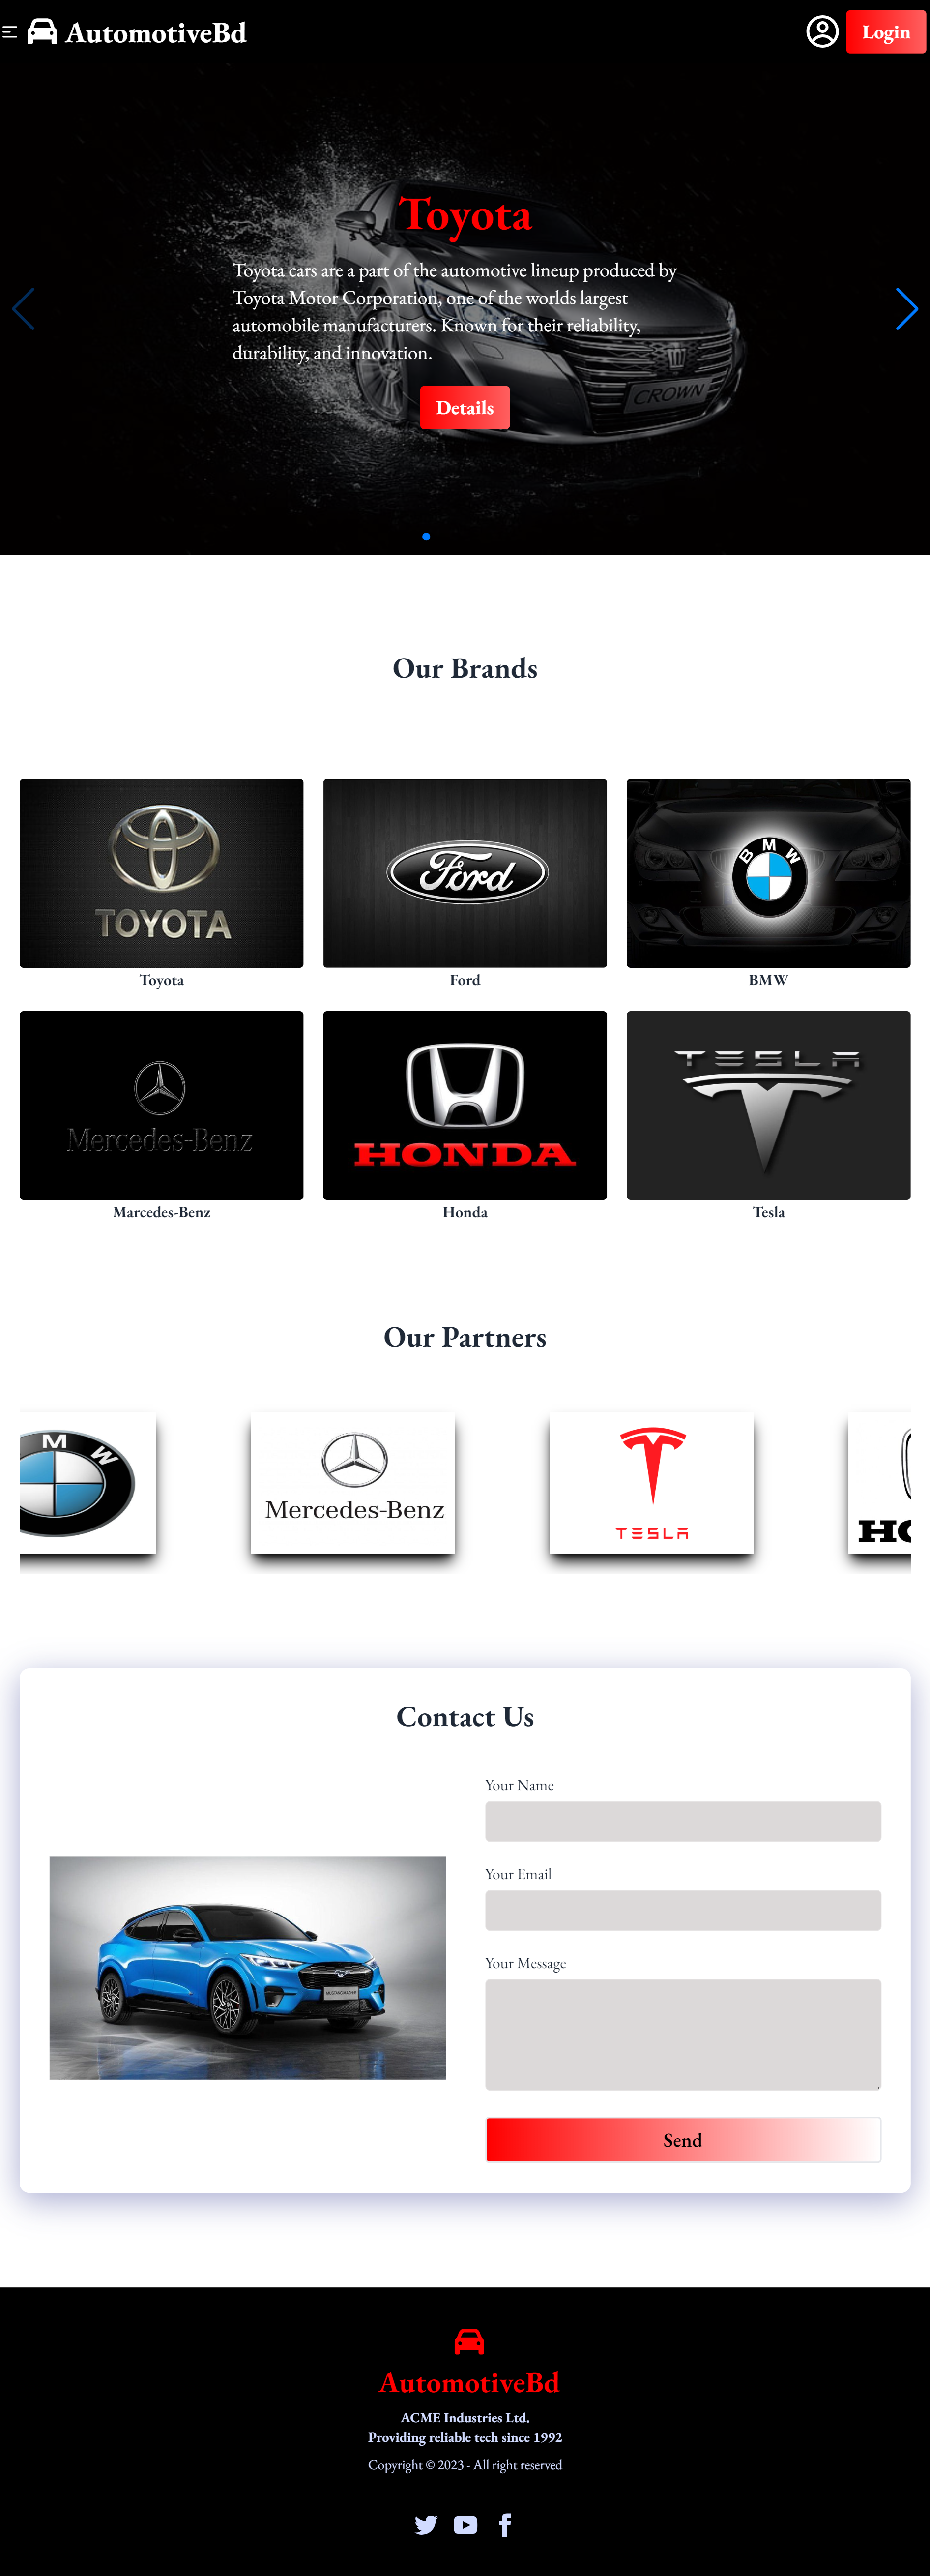 AutomotiveBd
Login
Toyota
Toyota cars are a part of the automotive lineup produced by
Toyota Motor Corporation, one of the worlds largest
automobile manufacturers. Known for their reliability,
durability, and innovation.
CROWN
Details
Our Brands
TOYOTA
Ford
BMW
Toyota
Ford
BMW
Mercedes-Benz
HONDA
TESLA
Marcedes-Benz
Honda
Tesla
Our Partners
M W
Mercedes-Benz
TESLA
HO
Contact Us
Your Name
Your Email
Your Message
Send
AutomotiveBd
ACME Industries Ltd.
Providing reliable tech since 1992
Copyright © 2023 - All right reserved